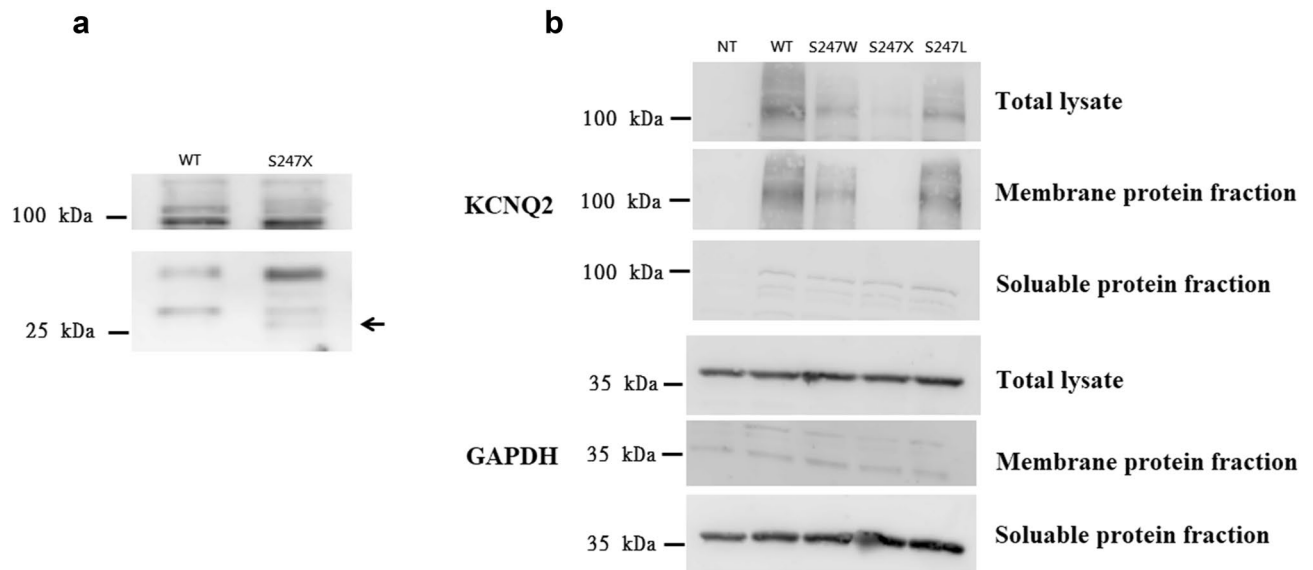 a
WT S247X
100 kDa
25 kDa
b
NT WT S247W S247X S247L
100 kDa Total lysate
KCNQ2 100 kDa Membrane protein fraction
100 kDa Soluable protein fraction
35 kDa Total lysate
GAPDH 35 kDa Membrane protein fraction
35 kDa Soluable protein fraction